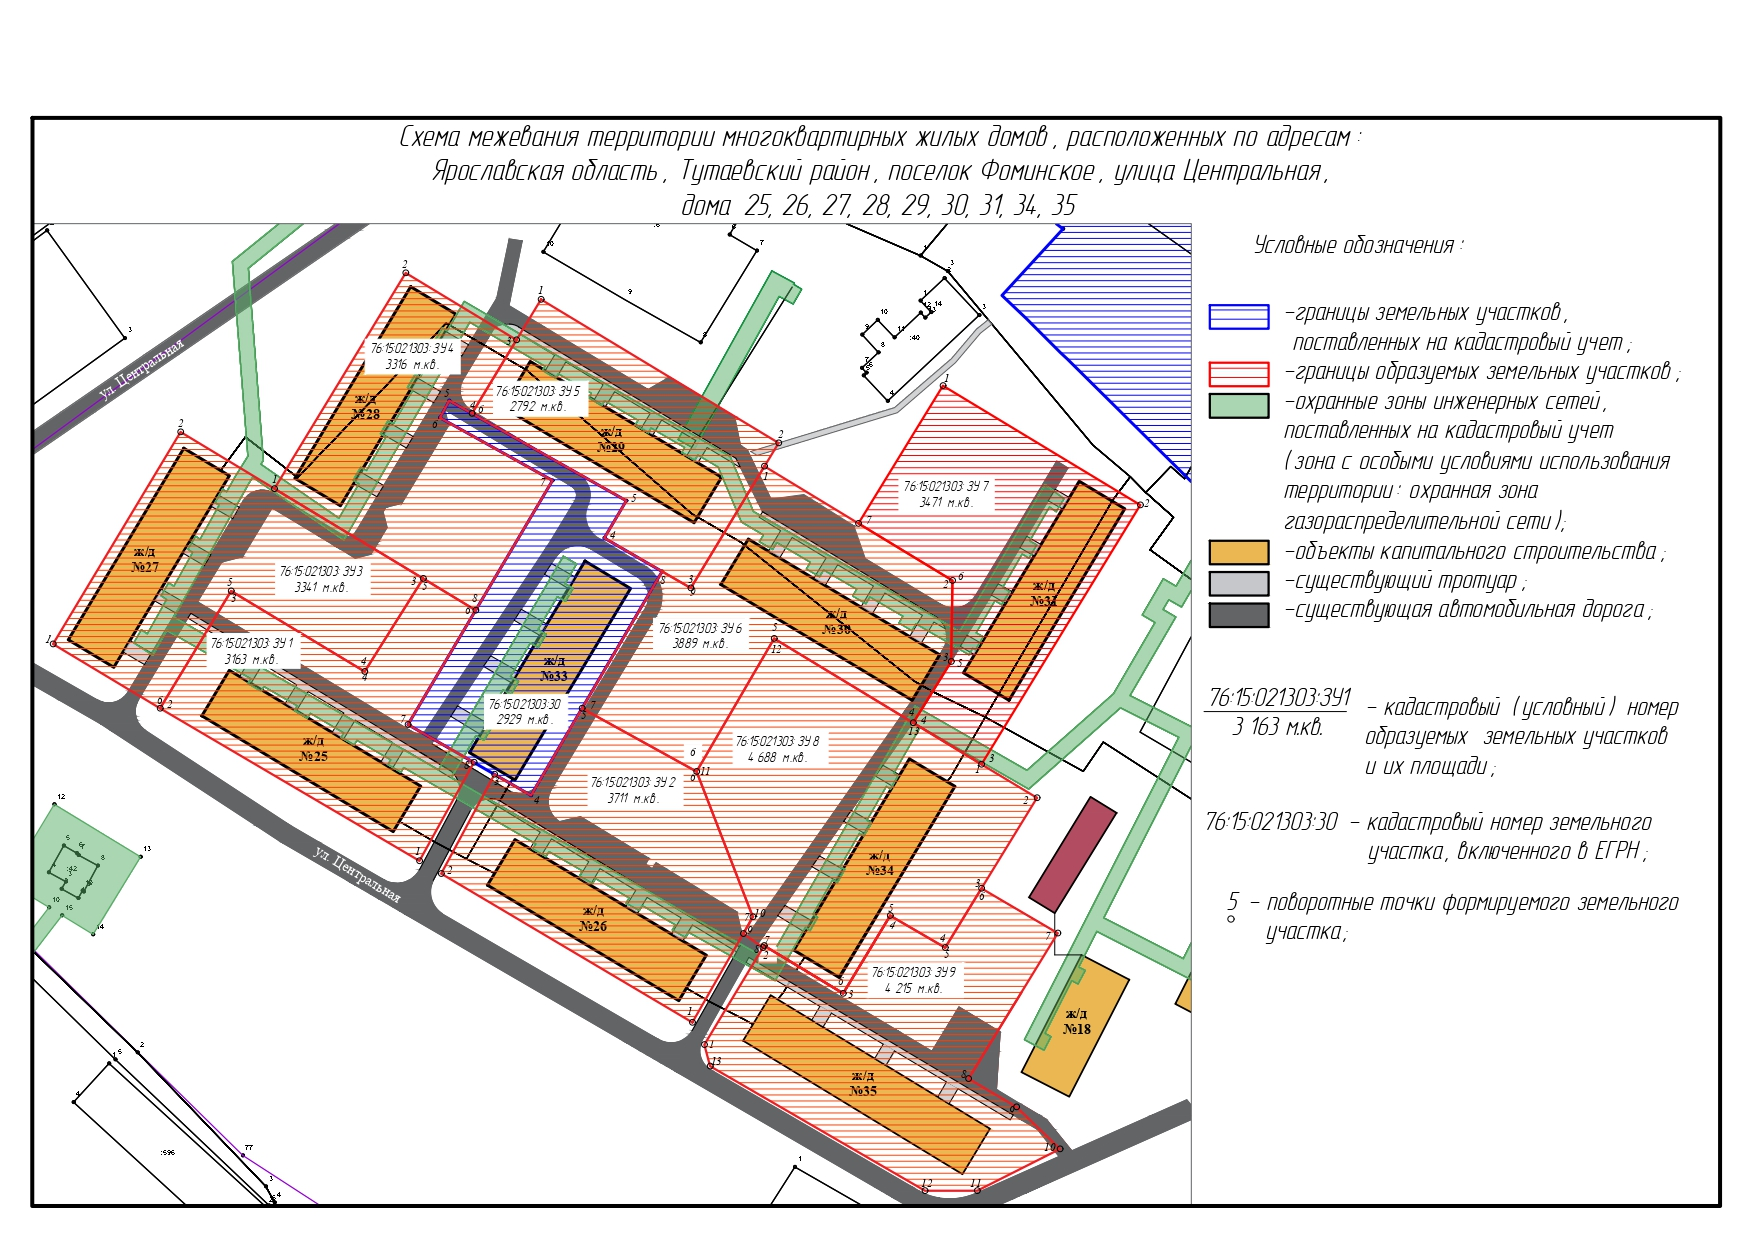 Схема межевания территории многоквартирных жилых домов, расположенных по адресам:
Ярославская область, Тутаевский район, поселок Фоминское, улица Центральная,
дома 25, 26, 27, 28, 29, 30, 31, 34, 35
Условные обозначения:
-границы земельных участков,
поставленных на кадастровый учет;
-границы образуемых земельных участков;
-охранные зоны инженерных сетей,
поставленных на кадастровый учет
(зона с особыми условиями использования
территории: охранная зона
газораспределительной сети);
-объекты капитального строительства;
-существующий тротуар;
-существующая автомобильная дорога;
76:15:021303:ЗУ1
3 163 м.кв.
- кадастровый (условный) номер
образуемых земельных участков
и их площади;
76:15:021303:30 - кадастровый номер земельного
участка, включенного в ЕГРН;
5 - поворотные точки формируемого земельного
участка;
ул. Центральная
76:15:021303:ЗУ4
3316 м.кв.
ж/д
№28
76:15:021303:ЗУ5
2792 м.кв.
ж/д
№29
76:15:021303:ЗУ7
3471 м.кв.
ж/д
№27
76:15:021303:ЗУ3
3341 м.кв.
ж/д
№31
ж/д
№30
76:15:021303:ЗУ1
3163 м.кв.
76:15:021303:ЗУ6
3889 м.кв.
ж/д
№33
76:15:021303:30
2929 м.кв.
ж/д
№25
76:15:021303:ЗУ8
4 688 м.кв.
76:15:021303:ЗУ2
3711 м.кв.
ул. Центральная
ж/д
№34
ж/д
№26
76:15:021303:ЗУ9
4 215 м.кв.
ж/д
№18
ж/д
№35
:40
:42
:596